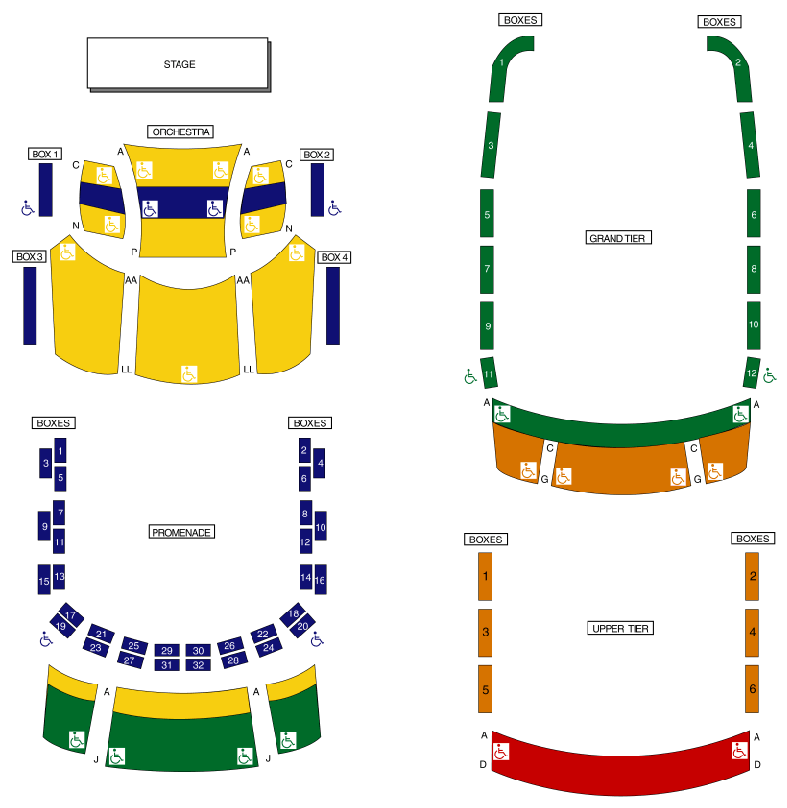 STAGE
ORCHESTRA
BOX 1
BOX 2
A
A
C
C
N
N
P
P
BOX 3
BOX 4
AA
AA
LL
LL
BOXES
BOXES
1
3
5
2
4
6
7
9
11
8
10
12
PROMENADE
15
13
14
16
17
19
18
20
21
23
25
27
29
31
30
32
26
28
22
24
A
A
J
J
BOXES
BOXES
1
2
3
4
5
6
GRAND TIER
7
8
9
10
11
12
A
A
C
C
G
G
BOXES
BOXES
1
2
UPPER TIER
3
4
5
6
A
A
D
D